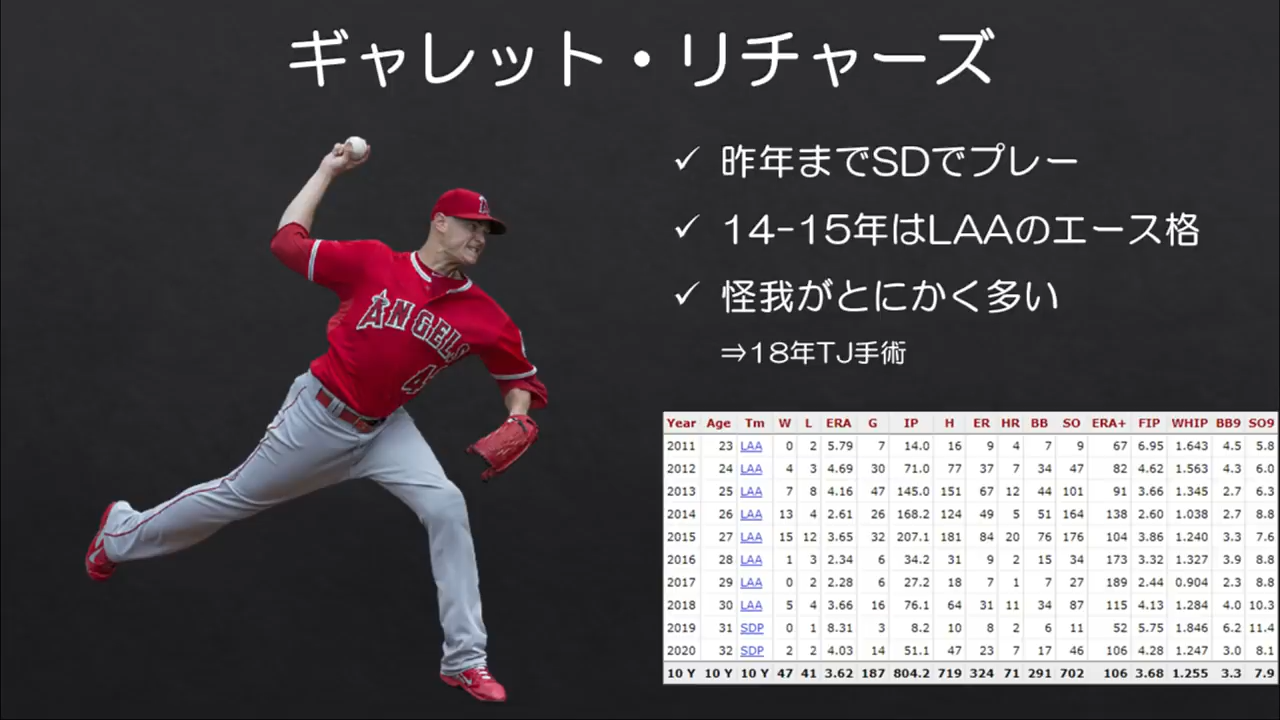 ギャレット・リチャーズ
✓ 昨年までSDでプレー
✓ 14-15年はLAAのエース格
✓ 怪我がとにかく多い
⇒18年TJ手術
ANGELS
4
Year Age Tm W L ERA G IP H ER HR BB SO ERA+ FIP WHIP BB9 SO9
2011 23 LAA 0 2 5.79 7 14.0 16 9 4 7 9 67 6.95 1.643 4.5 5.8
2012 24 LAA 4 3 4.69 30 71.0 77 37 7 34 47 82 4.62 1.563 4.3 6.0
2013 25 LAA 7 8 4.16 47 145.0 151 67 12 44 101 91 3.66 1.345 2.7 6.3
2014 26 LAA 13 4 2.61 26 168.2 124 49 5 51 164 138 2.60 1.038 2.7 8.8
2015 27 LAA 15 12 3.65 32 207.1 181 84 20 76 176 104 3.86 1.240 3.3 7.6
2016 28 LAA 1 3 2.34 6 34.2 31 9 2 15 34 173 3.32 1.327 3.9 8.8
2017 29 LAA 0 2 2.28 6 27.2 18 7 1 7 27 189 2.44 0.904 2.3 8.8
2018 30 LAA 5 4 3.66 16 76.1 64 31 11 34 87 115 4.13 1.284 4.0 10.3
2019 31 SDP 0 1 8.31 3 8.2 10 8 2 6 11 52 5.75 1.846 6.2 11.4
2020 32 SDP 2 2 4.03 14 51.1 47 23 7 17 46 106 4.28 1.247 3.0 8.1
10 Y 10 Y 10 Y 47 41 3.62 187 804.2 719 324 71 291 702 106 3.68 1.255 3.3 7.9